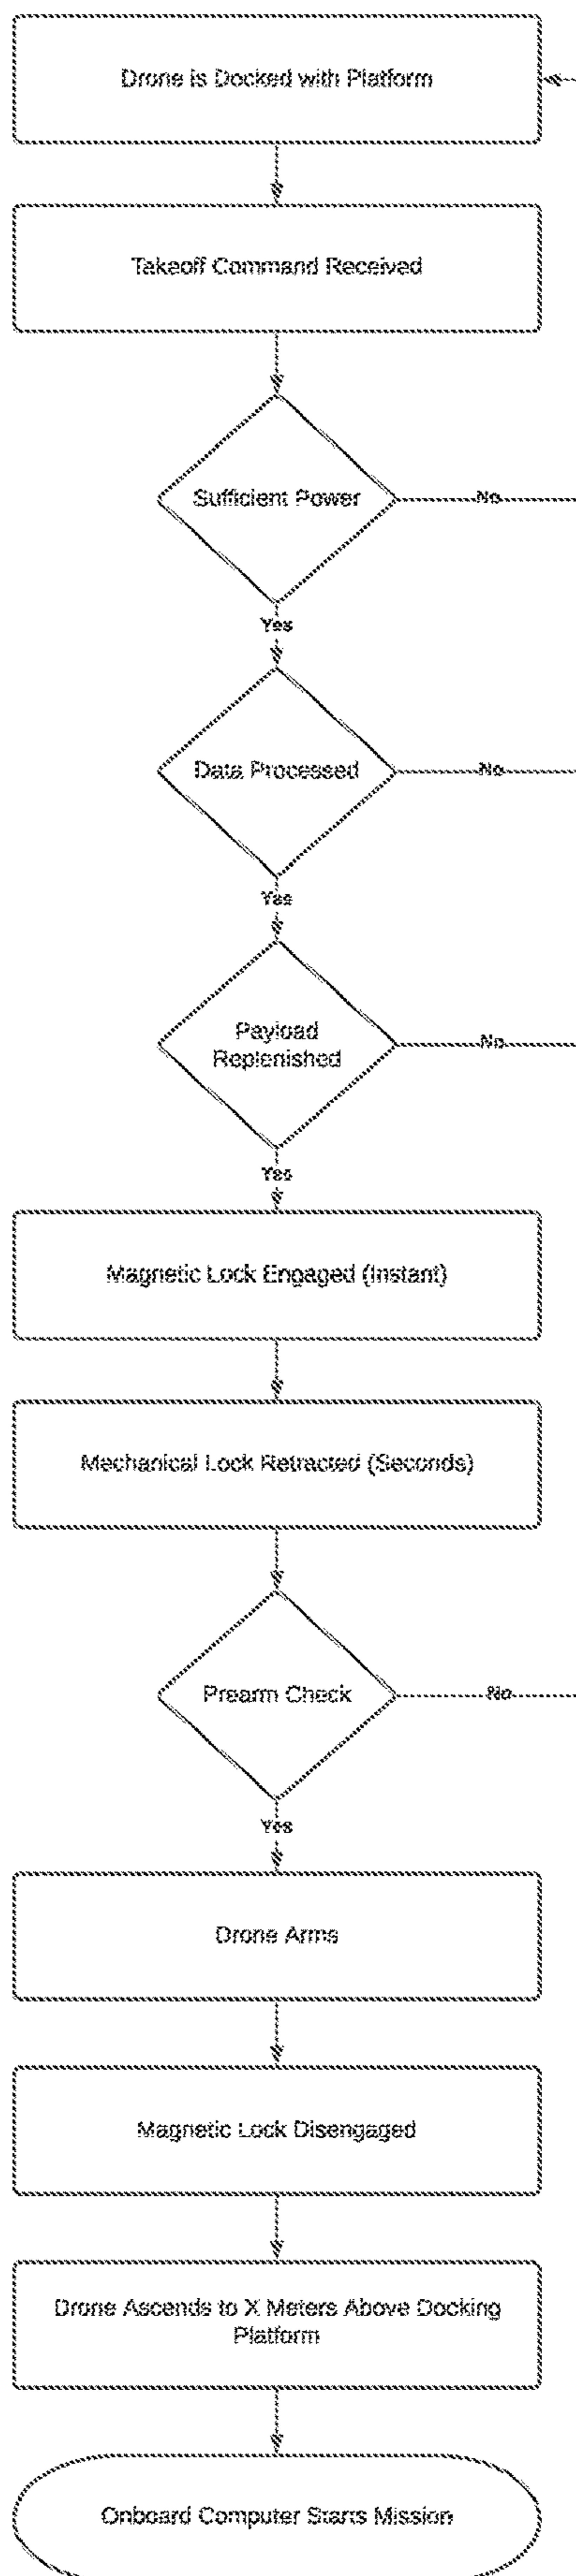 Drone is Docked with Platform
Takeoff Command Received
Sufficient Power
No
Yes
Data Processed
No
Yes
Payload
Replenished
No
Yes
Magnetic Lock Engaged (Instant)
Mechanical Lock Retracted (Seconds)
Prearm Check
No
Yes
Drone Arms
Magnetic Lock Disengaged
Drone Ascends to X Meters Above Docking
Platform
Onboard Computer Starts Mission